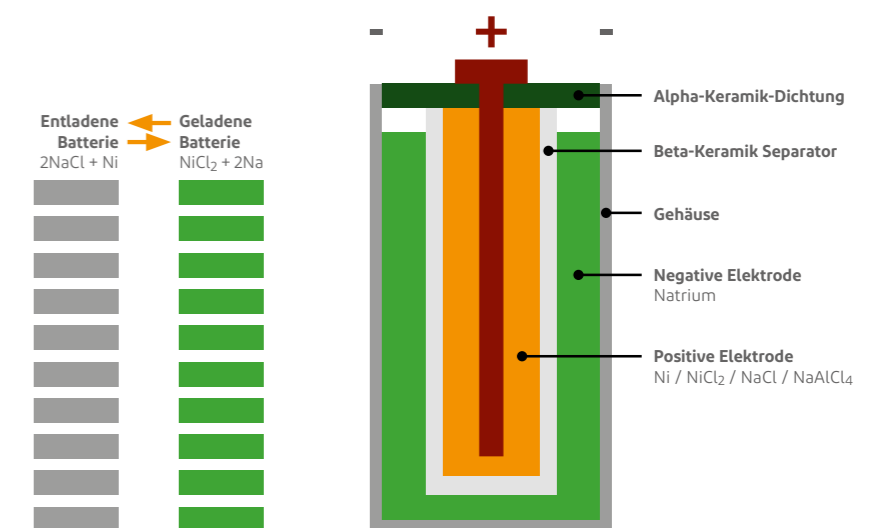 -
+
-
Entladene
Batterie
2NaCl + Ni
Geladene
Batterie
NiCl₂ + 2Na
Alpha-Keramik-Dichtung
Beta-Keramik Separator
Gehäuse
Negative Elektrode
Natrium
Positive Elektrode
Ni / NiCl₂ / NaCl / NaAlCl₄